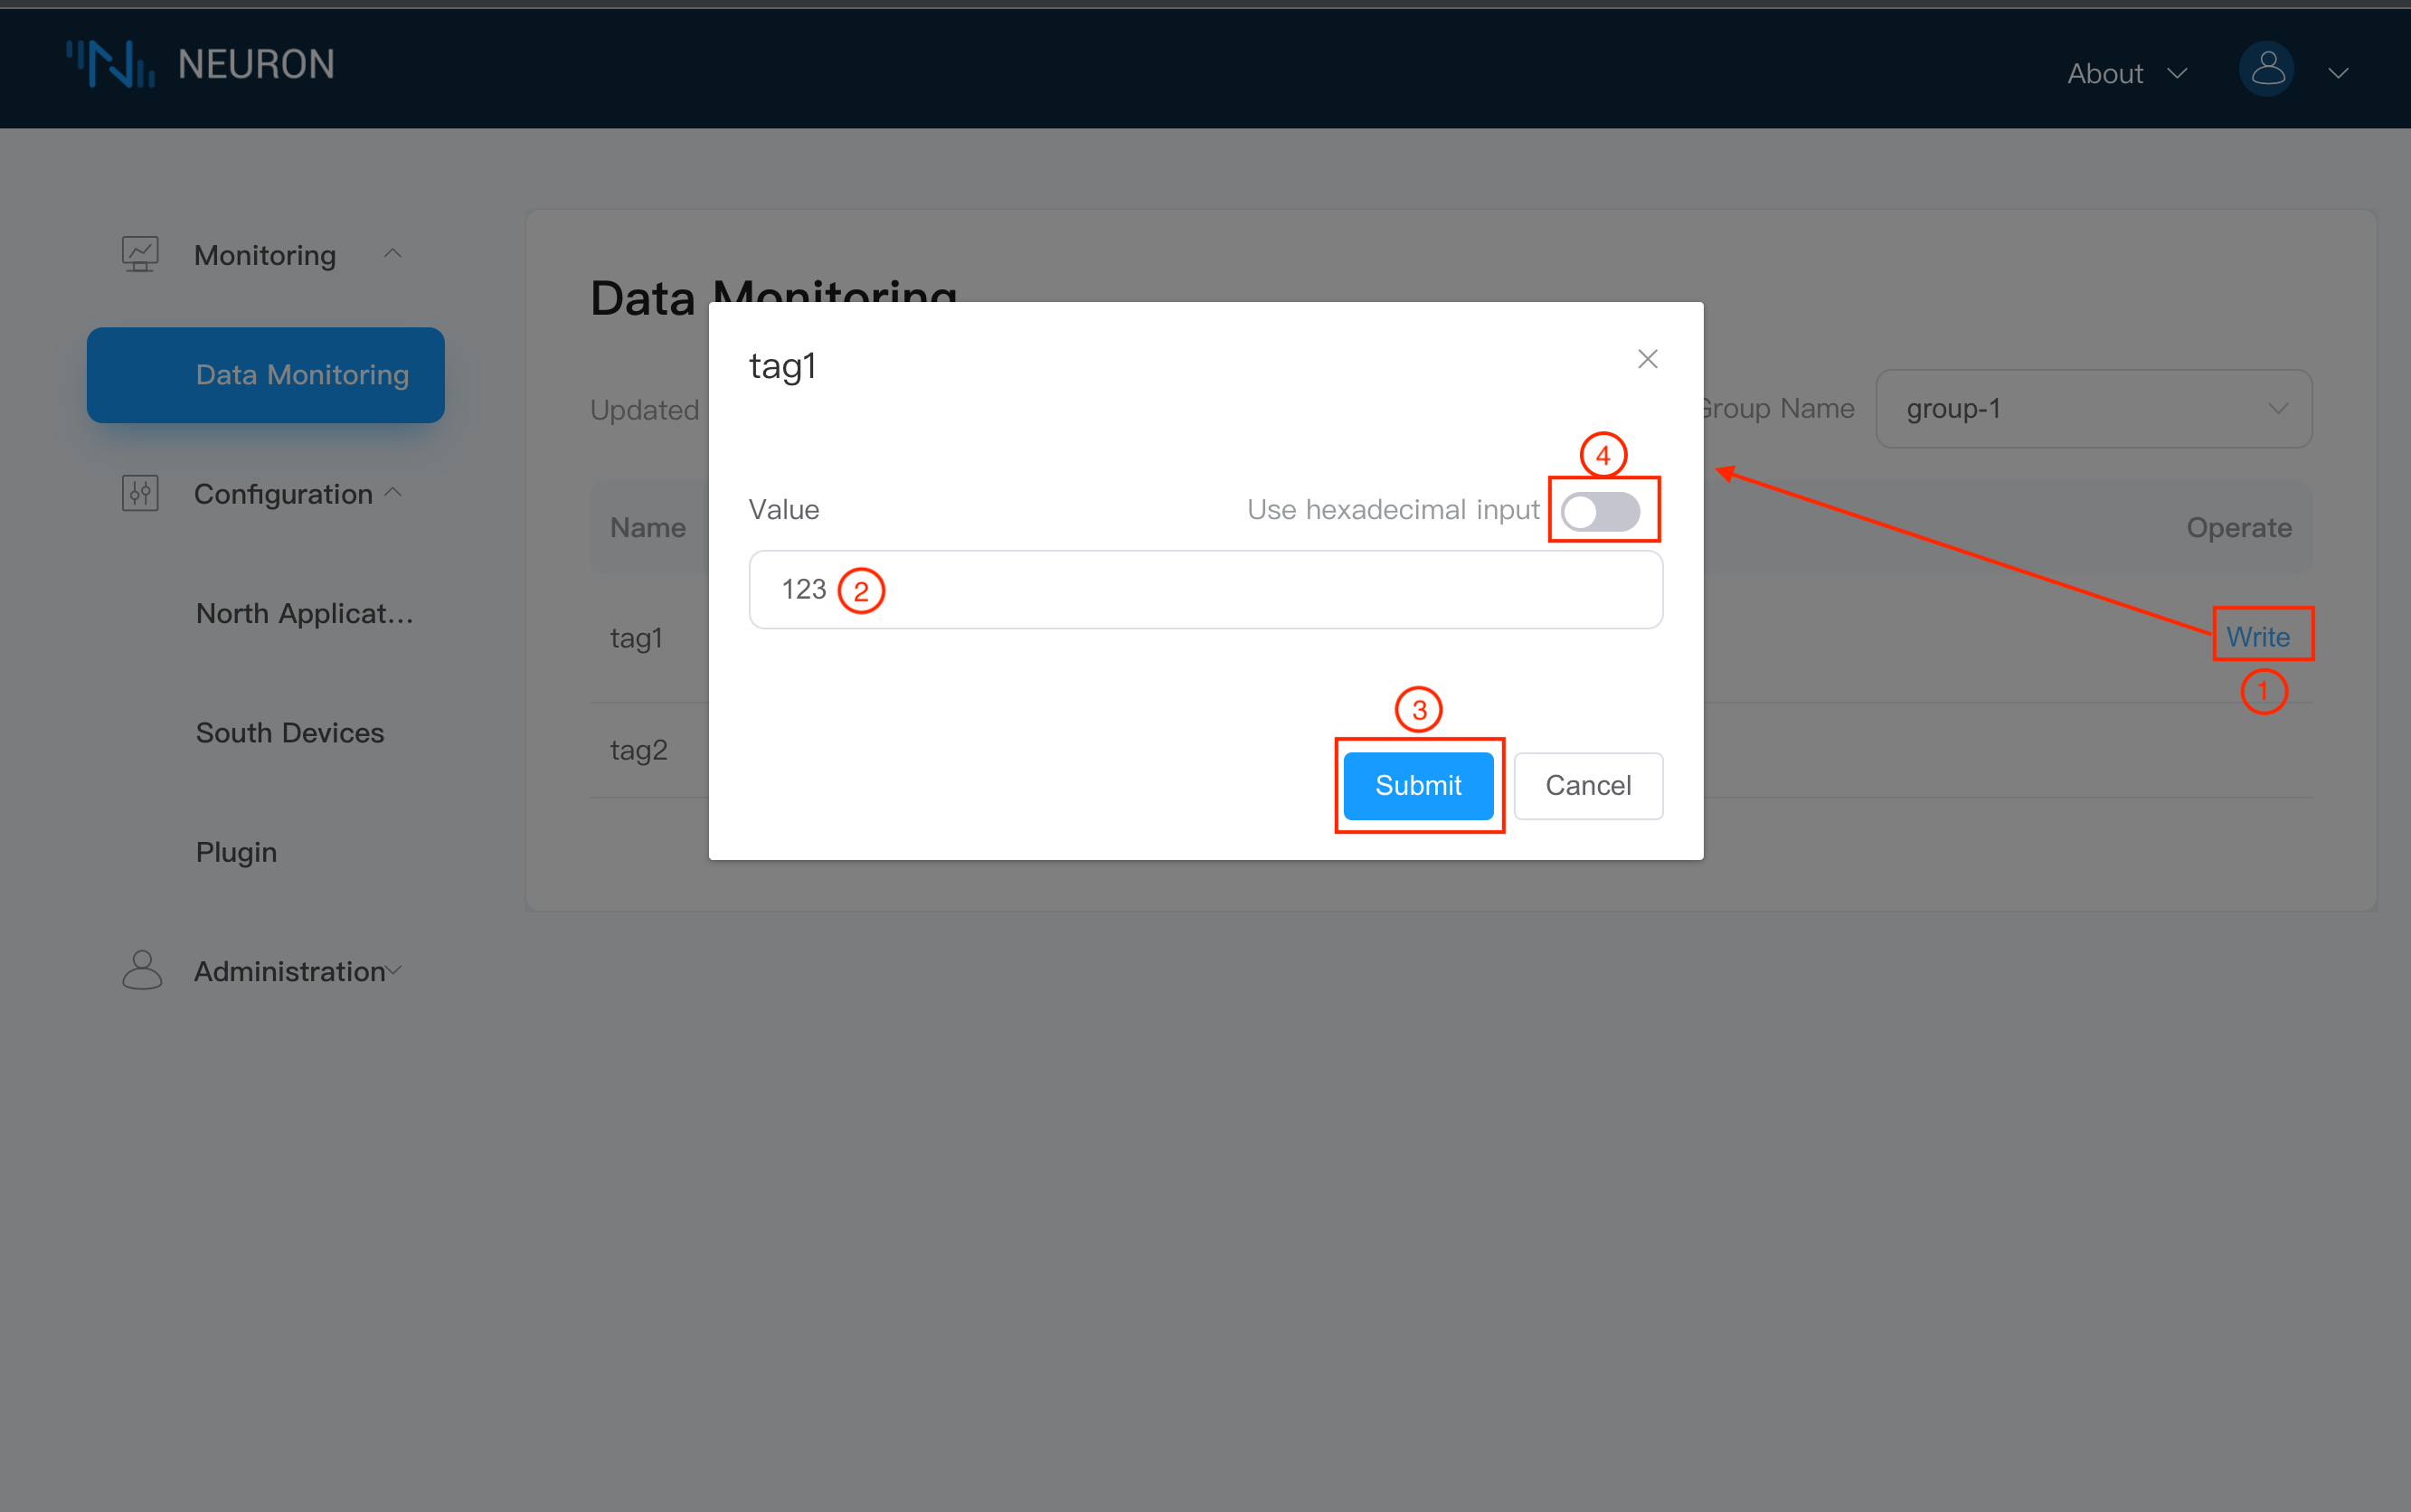 NEURON
About
Monitoring
Data Monitoring
Configuration
North Applicat...
South Devices
Plugin
Administration
Data Monitoring
Updated
Group Name
group-1
Name
Operate
tag1
Write
1
tag2
tag1
4
Value
Use hexadecimal input
123
2
3
Submit
Cancel